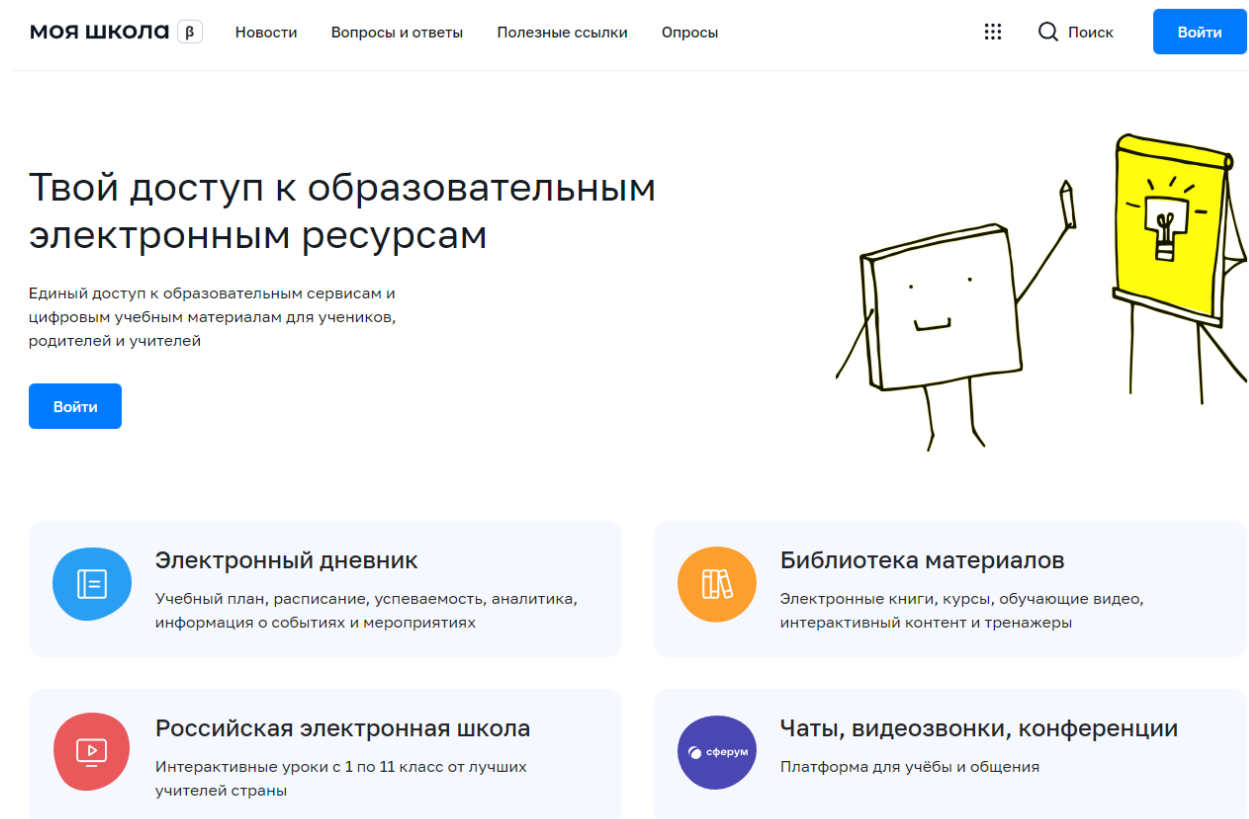 МОЯ ШКОЛА β
Новости Вопросы и ответы Полезные ссылки Опросы
Поиск
Войти
Твой доступ к образовательным
электронным ресурсам
Единый доступ к образовательным сервисам и
цифровым учебным материалам для учеников,
родителей и учителей
Войти
Электронный дневник
Учебный план, расписание, успеваемость, аналитика,
информация о событиях и мероприятиях
Библиотека материалов
Электронные книги, курсы, обучающие видео,
интерактивный контент и тренажеры
Российская электронная школа
Интерактивные уроки с 1 по 11 класс от лучших
учителей страны
сферум
Чаты, видеозвонки, конференции
Платформа для учёбы и общения